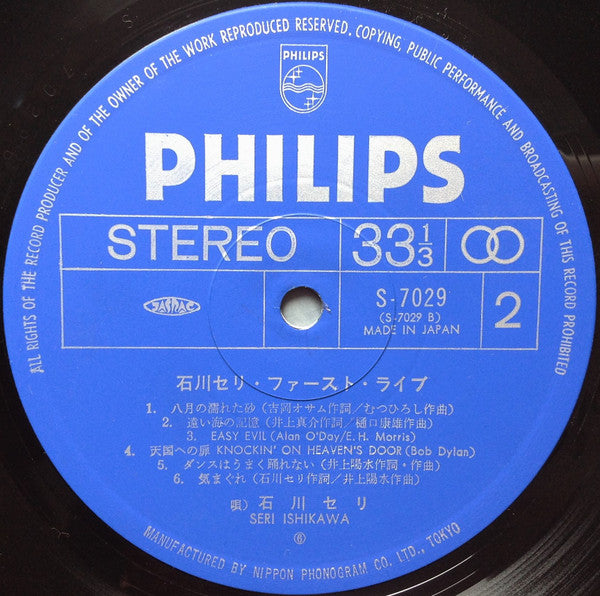 ALL RIGHTS OF THE RECORD PRODUCER AND OF THE OWNER OF THE WORK REPRODUCED RESERVED. COPYING, PUBLIC PERFORMANCE AND BROADCASTING OF THIS RECORD PROHIBITED
PHILIPS
PHILIPS
STEREO 33 1/3
JASRAC
S-7029
(S-7029 B)
MADE IN JAPAN
2
石川セリ・ファースト・ライブ
1. 八月の濡れた砂(吉岡オサム作詞/むつひろし作曲)
2. 遠い海の記憶(井上真介作詞/樋口康雄作曲)
3. EASY EVIL (Alan O'Day/E.H. Morris)
4. 天国への扉 KNOCKIN' ON HEAVEN'S DOOR (Bob Dylan)
5. ダンスはうまく踊れない(井上陽水作詞・作曲)
6. 気まぐれ(石川セリ作詞/井上陽水作曲)
唄) 石川セリ
SERI ISHIKAWA
⑥
MANUFACTURED BY NIPPON PHONOGRAM CO. LTD., TOKYO